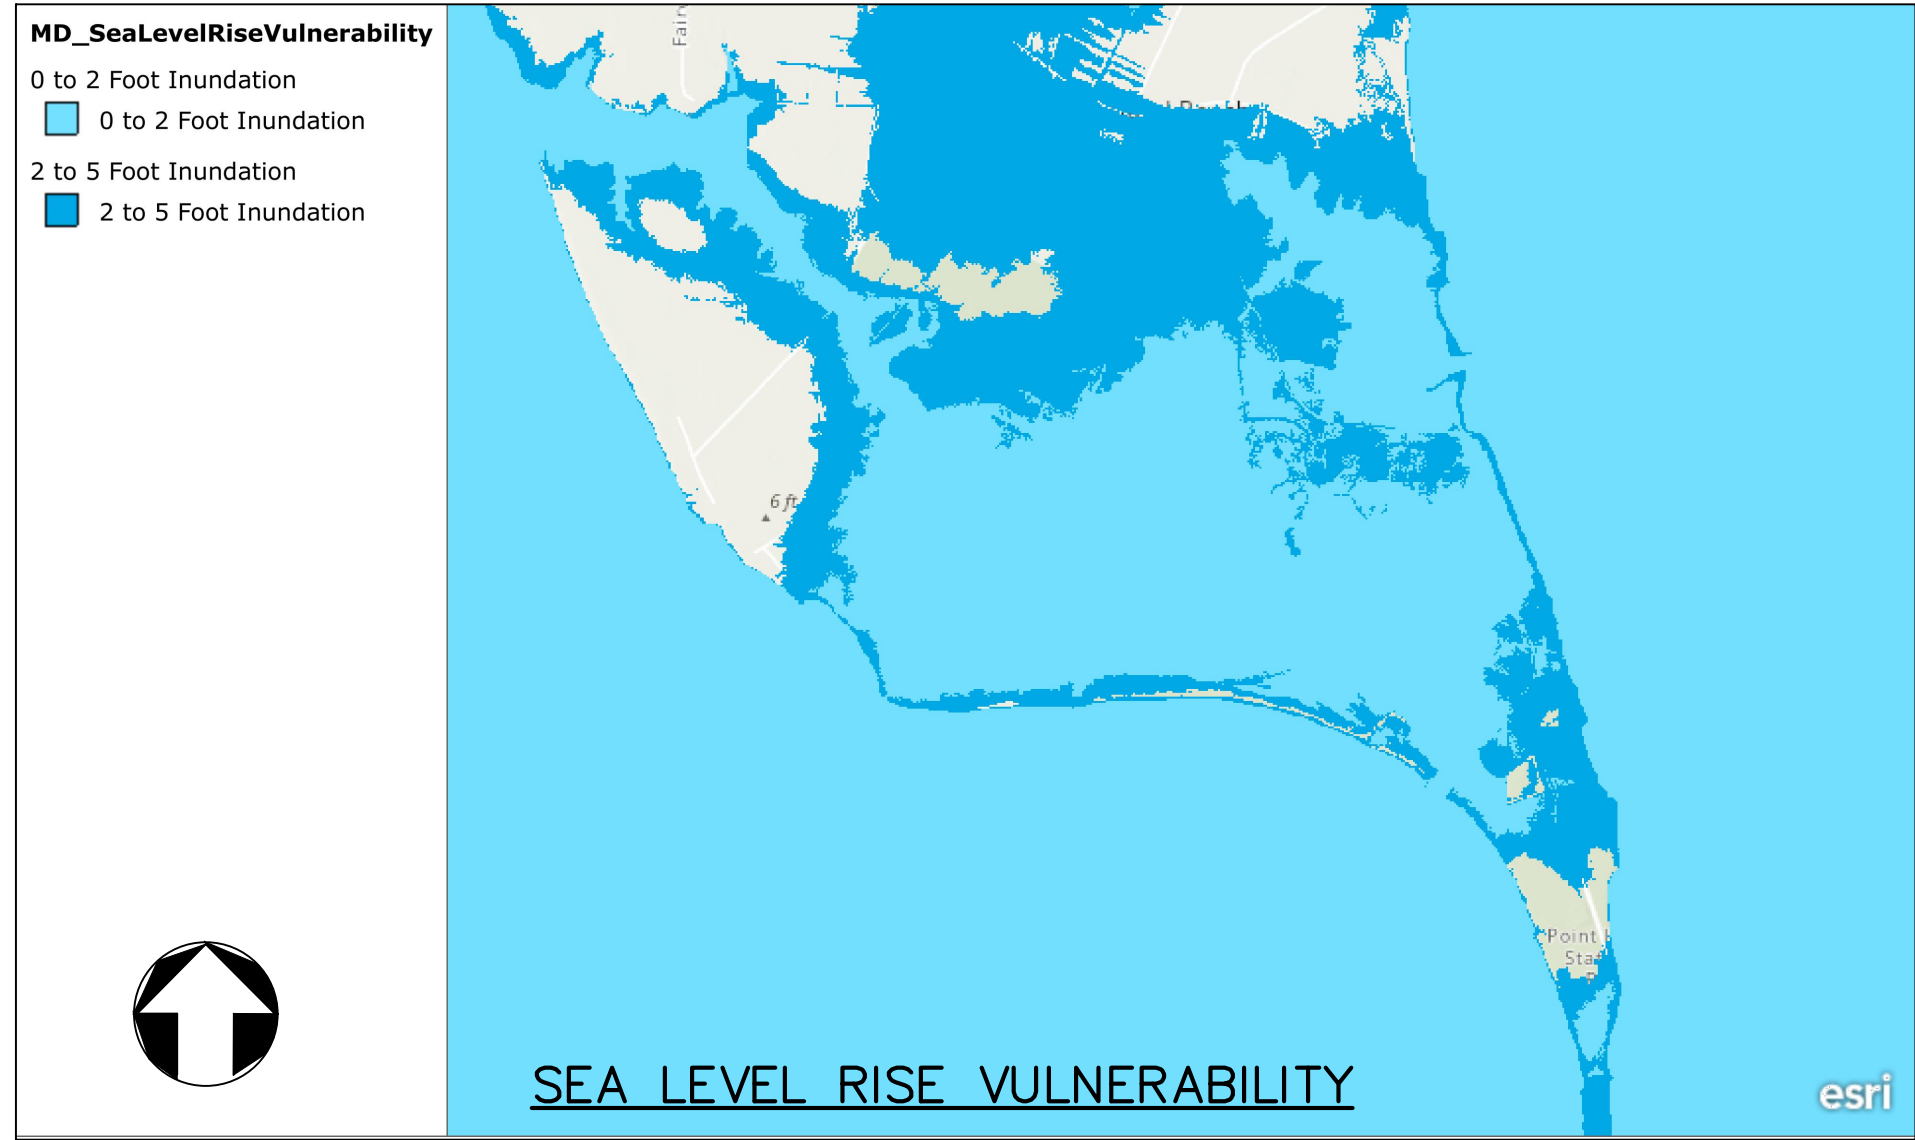 MD_SeaLevelRiseVulnerability
0 to 2 Foot Inundation
0 to 2 Foot Inundation
2 to 5 Foot Inundation
2 to 5 Foot Inundation
6 ft
Point
SEA LEVEL RISE VULNERABILITY
esri